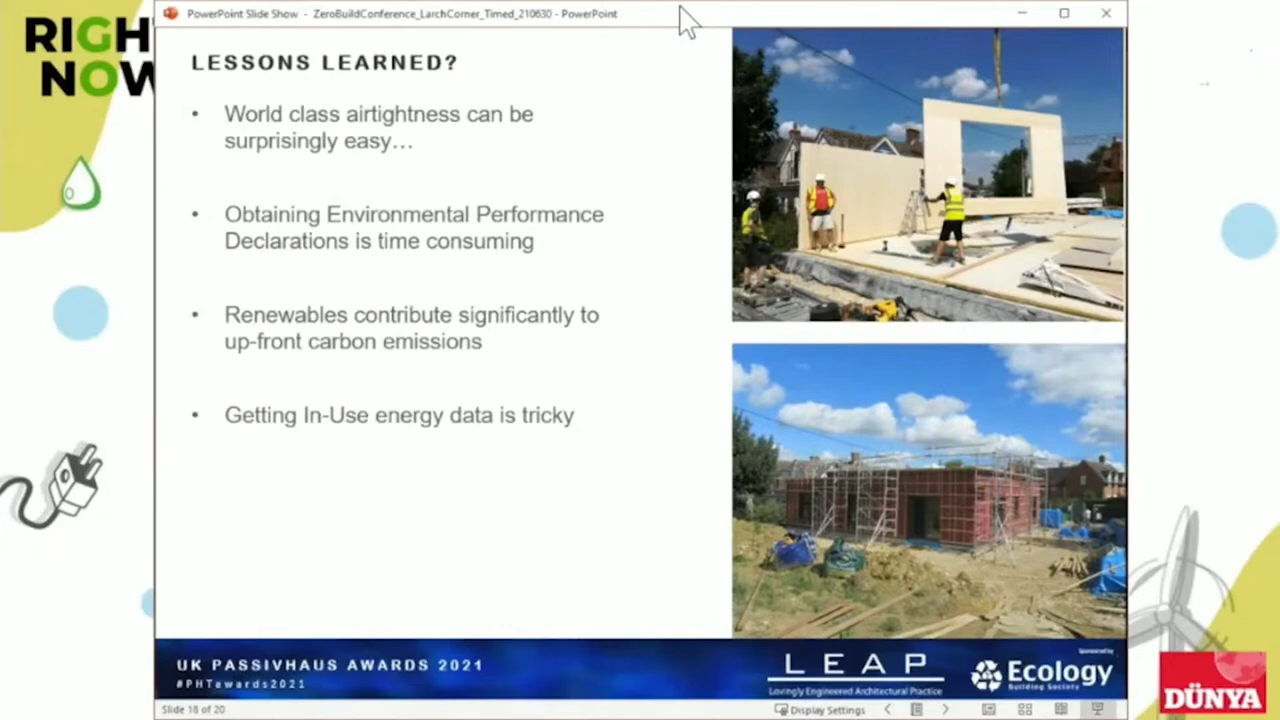 RIGH
NOW
PowerPoint Slide Show - ZeroBuildConference_LarchCorner_Timed_210630 - PowerPoint
LESSONS LEARNED?
• World class airtightness can be
surprisingly easy…
• Obtaining Environmental Performance
Declarations is time consuming
• Renewables contribute significantly to
up-front carbon emissions
• Getting In-Use energy data is tricky
UK PASSIVHAUS AWARDS 2021
#PHTawards2021
LEAP
Lovingly Engineered Architectural Practice
Sponsored by
Ecology
Building Society
Slide 18 of 20
Display Settings
DÜNYA